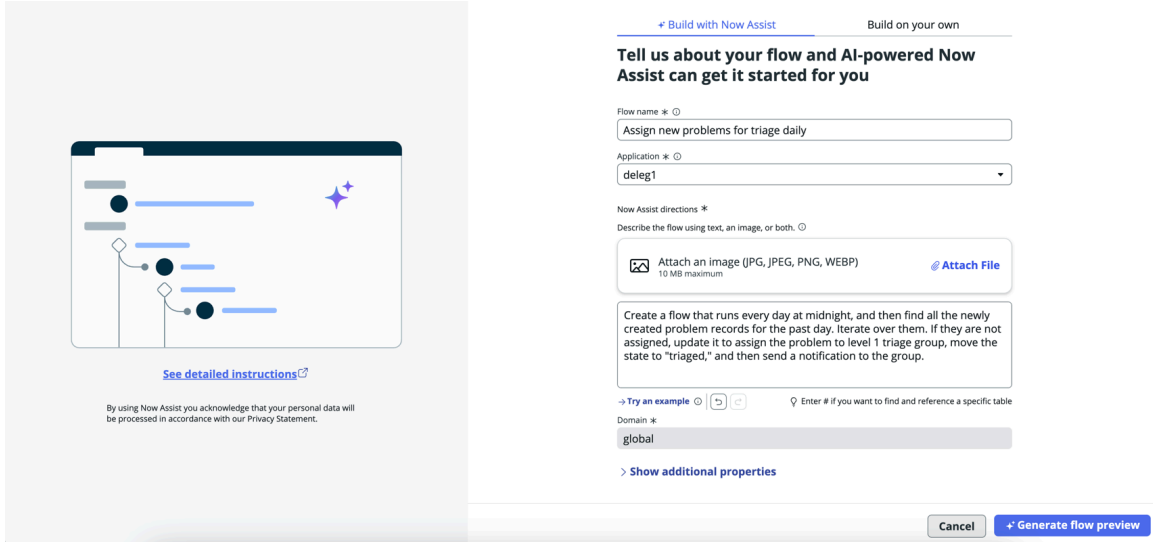 Build with Now Assist
Build on your own
Tell us about your flow and AI-powered Now
Assist can get it started for you
Flow name *
Assign new problems for triage daily
Application *
deleg1
Now Assist directions *
Describe the flow using text, an image, or both.
Attach an image (JPG, JPEG, PNG, WEBP)
10 MB maximum
Attach File
Create a flow that runs every day at midnight, and then find all the newly
created problem records for the past day. Iterate over them. If they are not
assigned, update it to assign the problem to level 1 triage group, move the
state to "triaged," and then send a notification to the group.
Try an example
Enter # if you want to find and reference a specific table
Domain *
global
Show additional properties
See detailed instructions
By using Now Assist you acknowledge that your personal data will
be processed in accordance with our Privacy Statement.
Cancel
Generate flow preview